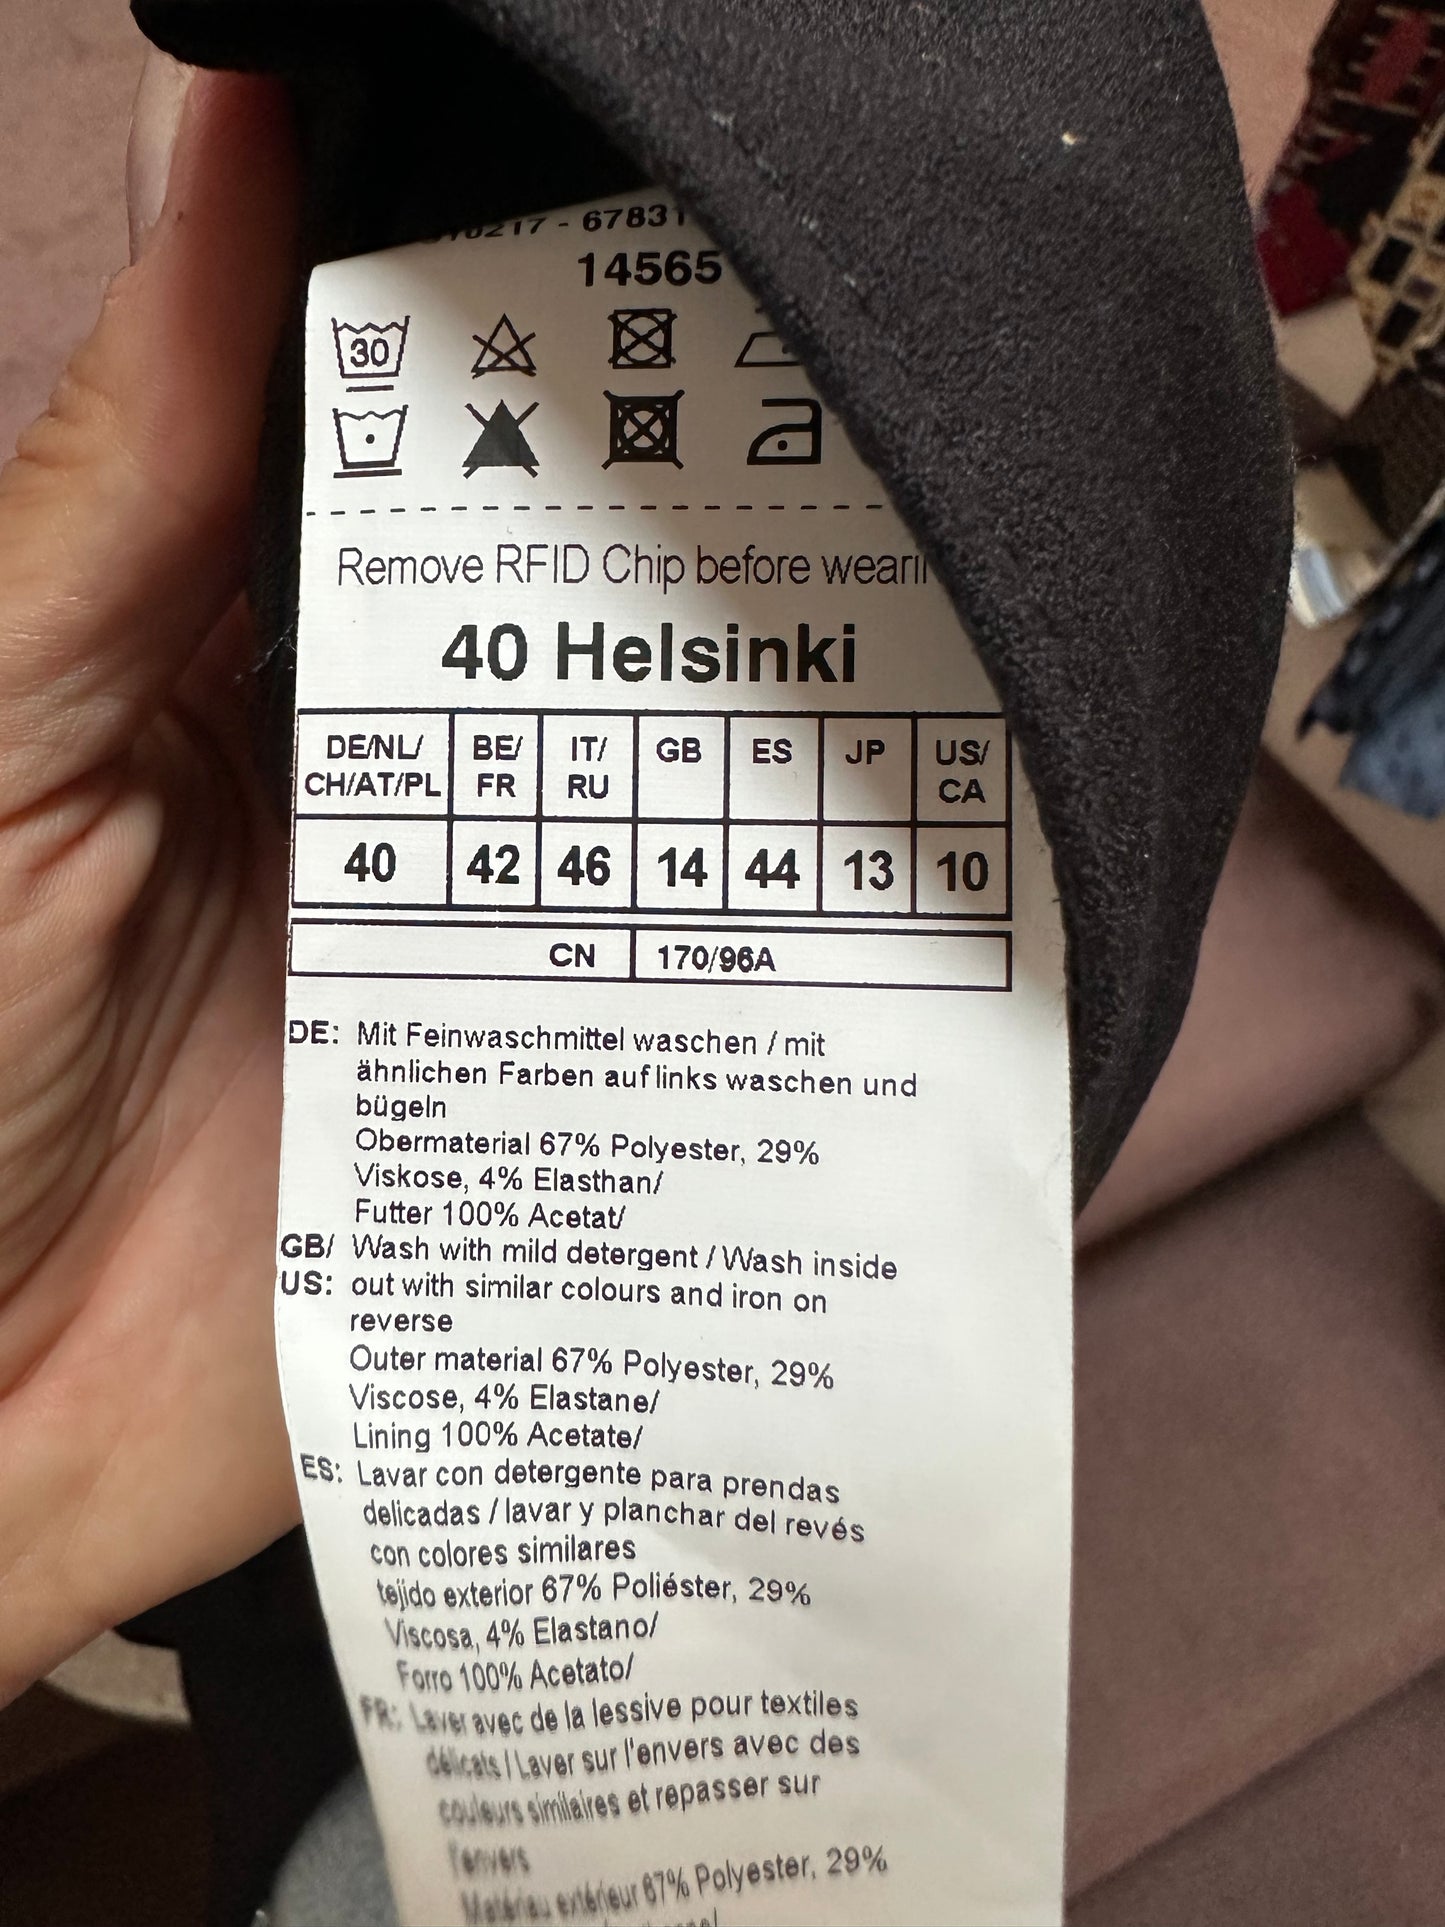 10217 - 6783
14565
30
Remove RFID Chip before
40 Helsinki
DE/NL/ CH/AT/PL BE/ FR IT/ RU GB ES JP US/ CA
40 42 46 14 44 13 10
CN 170/96A
DE: Mit Feinwaschmittel waschen / mit
ähnlichen Farben auf links waschen und
bügeln
Obermaterial 67% Polyester, 29%
Viskose, 4% Elasthan/
Futter 100% Acetat/
GB/ Wash with mild detergent / Wash inside
US: out with similar colours and iron on
reverse
Outer material 67% Polyester, 29%
Viscose, 4% Elastane/
Lining 100% Acetate/
ES: Lavar con detergente para prendas
delicadas / lavar y planchar del revés
con colores similares
tejido exterior 67% Poliéster, 29%
Viscosa, 4% Elastano/
Forro 100% Acetato/
FR: Laver avec de la lessive pour textiles
délicats / Laver sur l'envers avec des
couleurs similaires et repasser sur
l'envers
Matériau extérieur 67% Polyester, 29%